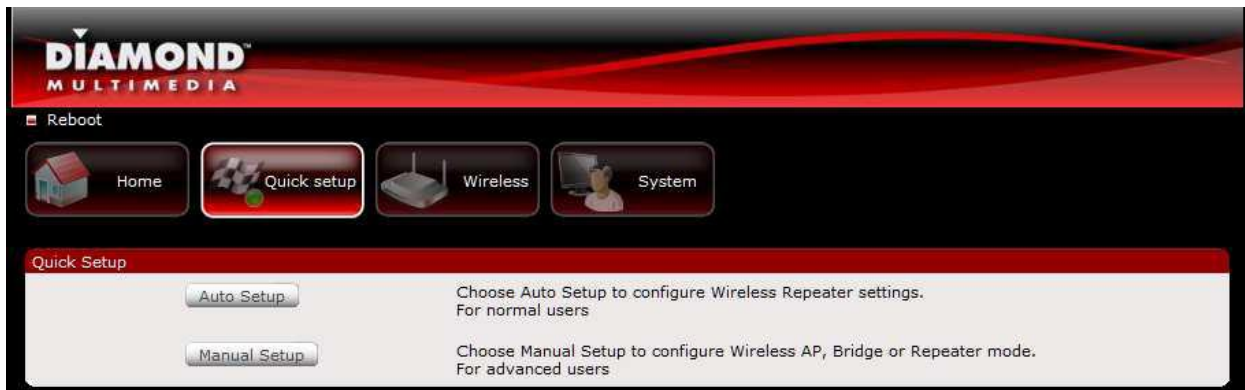 DIAMOND™
MULTIMEDIA
Reboot
Home
Quick setup
Wireless
System
Quick Setup
Auto Setup
Choose Auto Setup to configure Wireless Repeater settings.
For normal users
Manual Setup
Choose Manual Setup to configure Wireless AP, Bridge or Repeater mode.
For advanced users